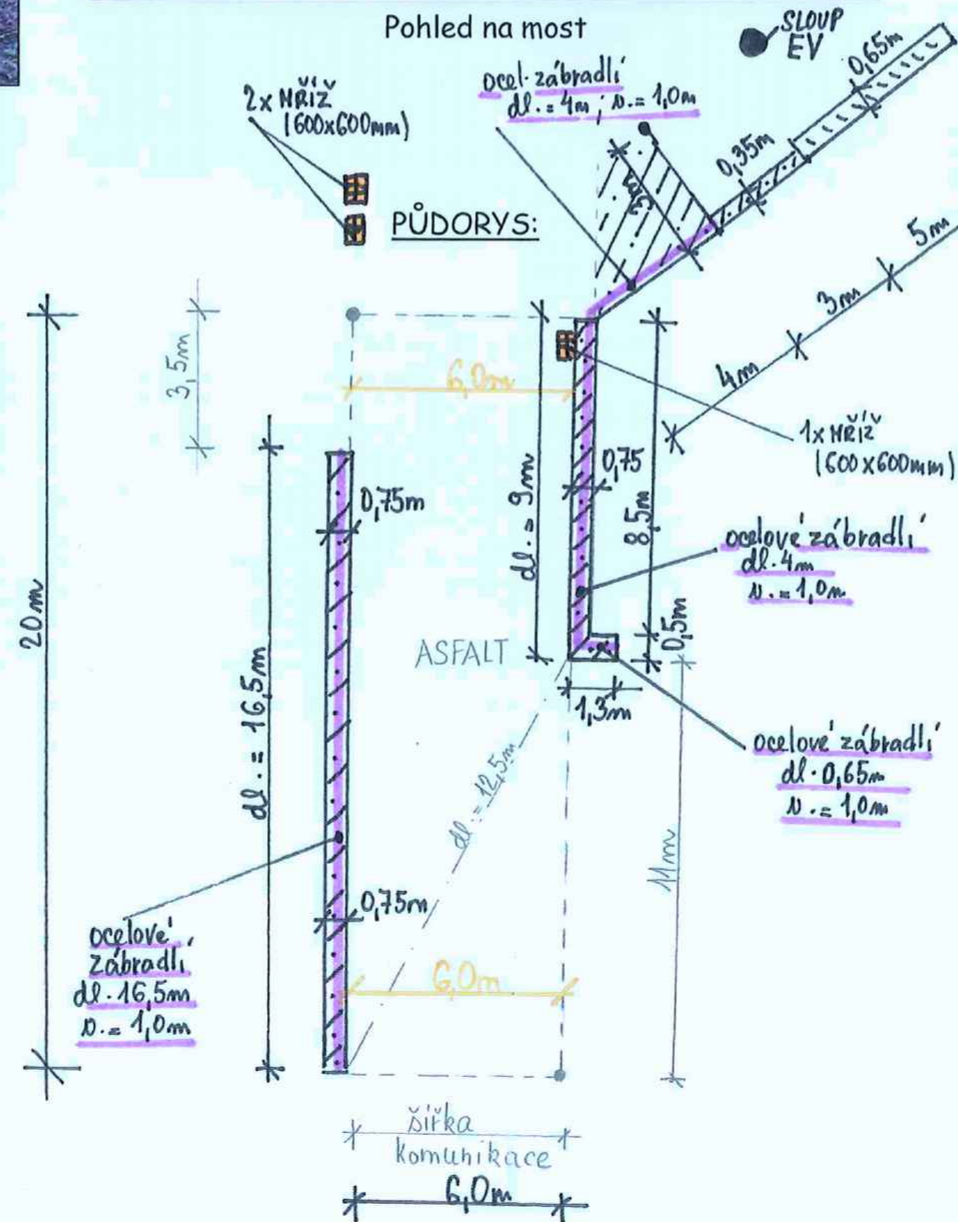 Pohled na most
SLOUP
EV
2x MŘÍŽ
(600x600mm)
ocel. zábradlí
dl. = 4m ; v. = 1,0m
0,65m
0,35m
3m
PŮDORYS:
5m
3m
4m
3,5m
6,0m
20m
dl. = 9m
0,75
8,5m
1x MŘÍŽ
(600x600mm)
0,75m
ocelové zábradlí
dl. 4m
v. = 1,0m
ASFALT
0,5m
1,3m
dl. = 16,5m
dl. = 12,5m
ocelové zábradlí
dl. 0,65m
v. = 1,0m
11m
0,75m
ocelové
zábradlí
dl. 16,5m
v. = 1,0m
6,0m
šířka
komunikace
6,0m